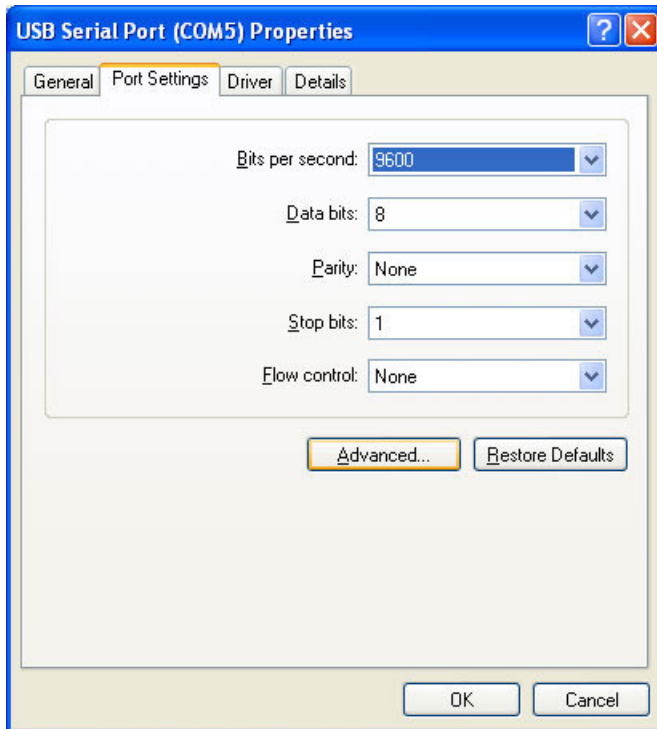 USB Serial Port (COM5) Properties
General Port Settings Driver Details
Bits per second: 9600
Data bits: 8
Parity: None
Stop bits: 1
Flow control: None
Advanced... Restore Defaults
OK Cancel